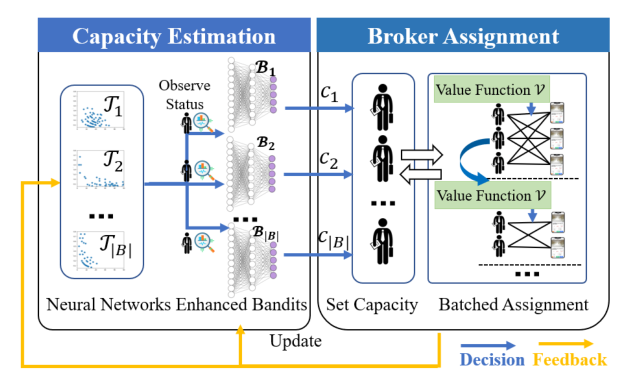 Capacity Estimation
Broker Assignment
Observe
Status
𝒯1
𝒯2
...
𝒯|B|
ℬ1
ℬ2
...
ℬ|B|
c1
c2
c|B|
...
Value Function 𝒱
Value Function 𝒱
...
Neural Networks Enhanced Bandits
Set Capacity
Batched Assignment
Update
Decision
Feedback